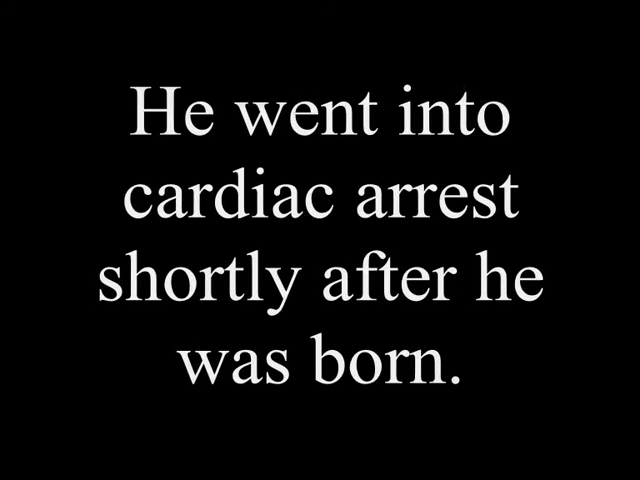 He went into
cardiac arrest
shortly after he
was born.